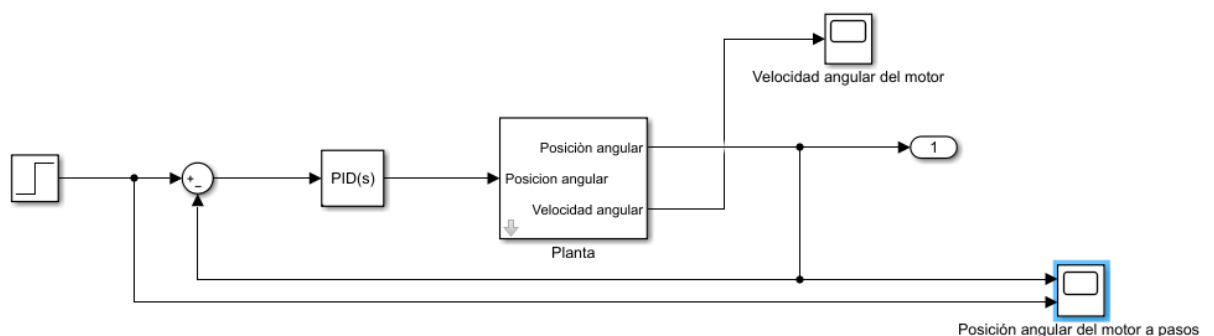 Velocidad angular del motor
Posiciòn angular
1
PID(s)
Posicion angular
Velocidad angular
Planta
Posición angular del motor a pasos